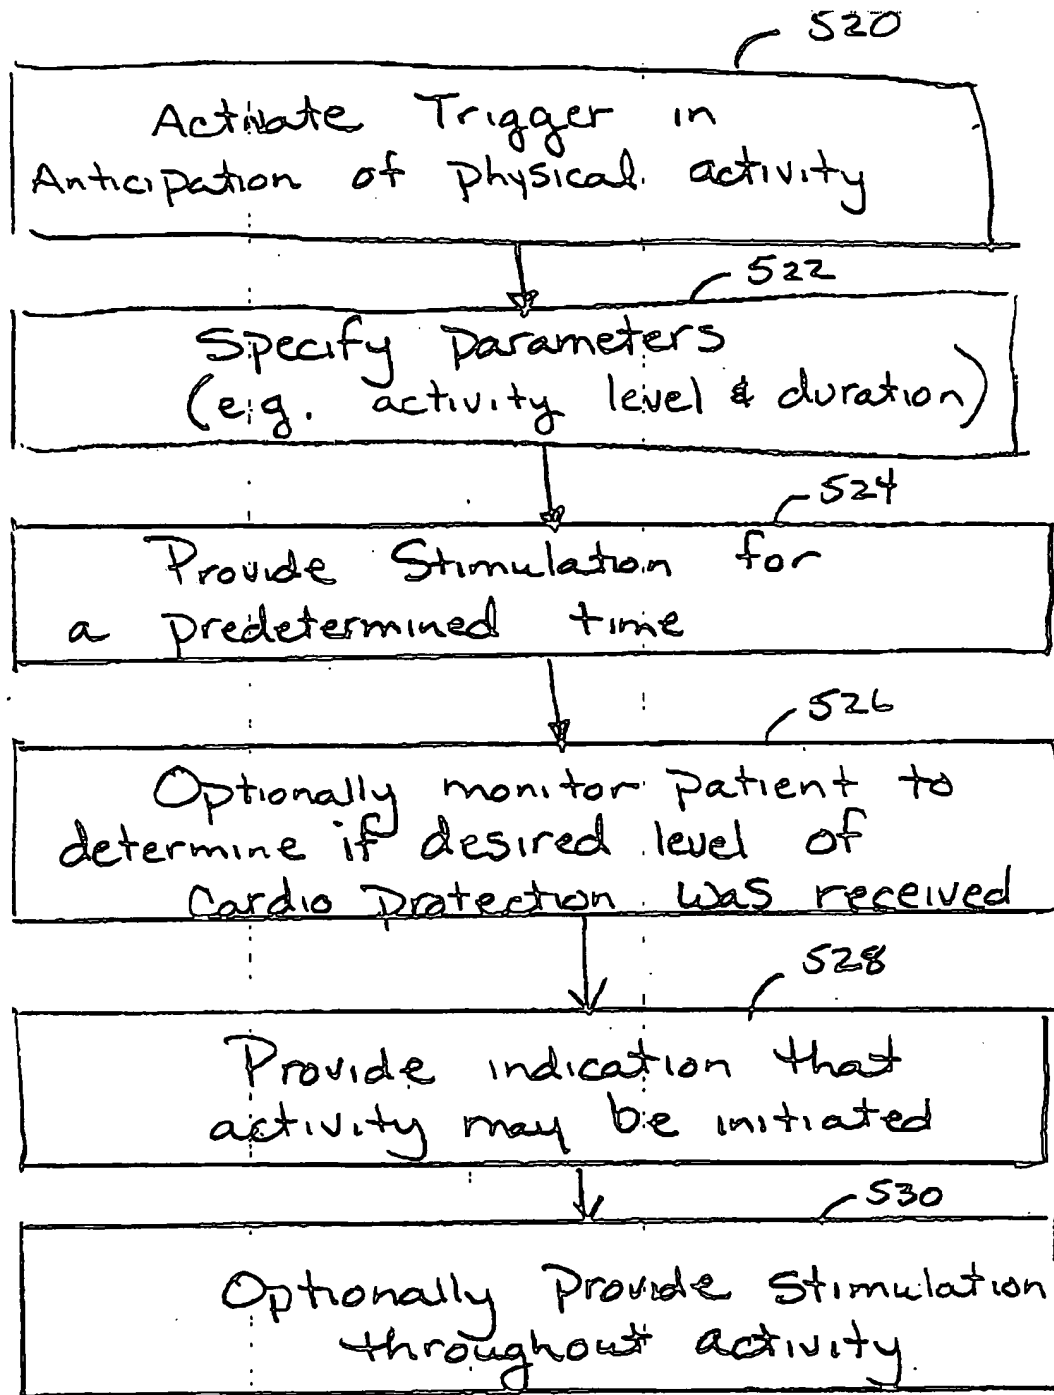 520
Activate Trigger in
Anticipation of physical activity
522
Specify parameters
(e.g. activity level & duration)
524
Provide Stimulation for
a predetermined time
526
Optionally monitor patient to
determine if desired level of
Cardio Protection was received
528
Provide indication that
activity may be initiated
530
Optionally Provide Stimulation
throughout activity